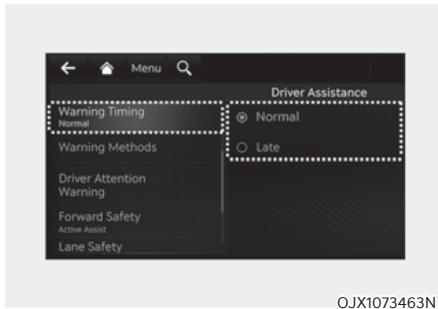 Menu
Driver Assistance
Warning Timing
Normal
Normal
Warning Methods
Late
Driver Attention
Warning
Forward Safety
Active Assist
Lane Safety
OJX1073463N